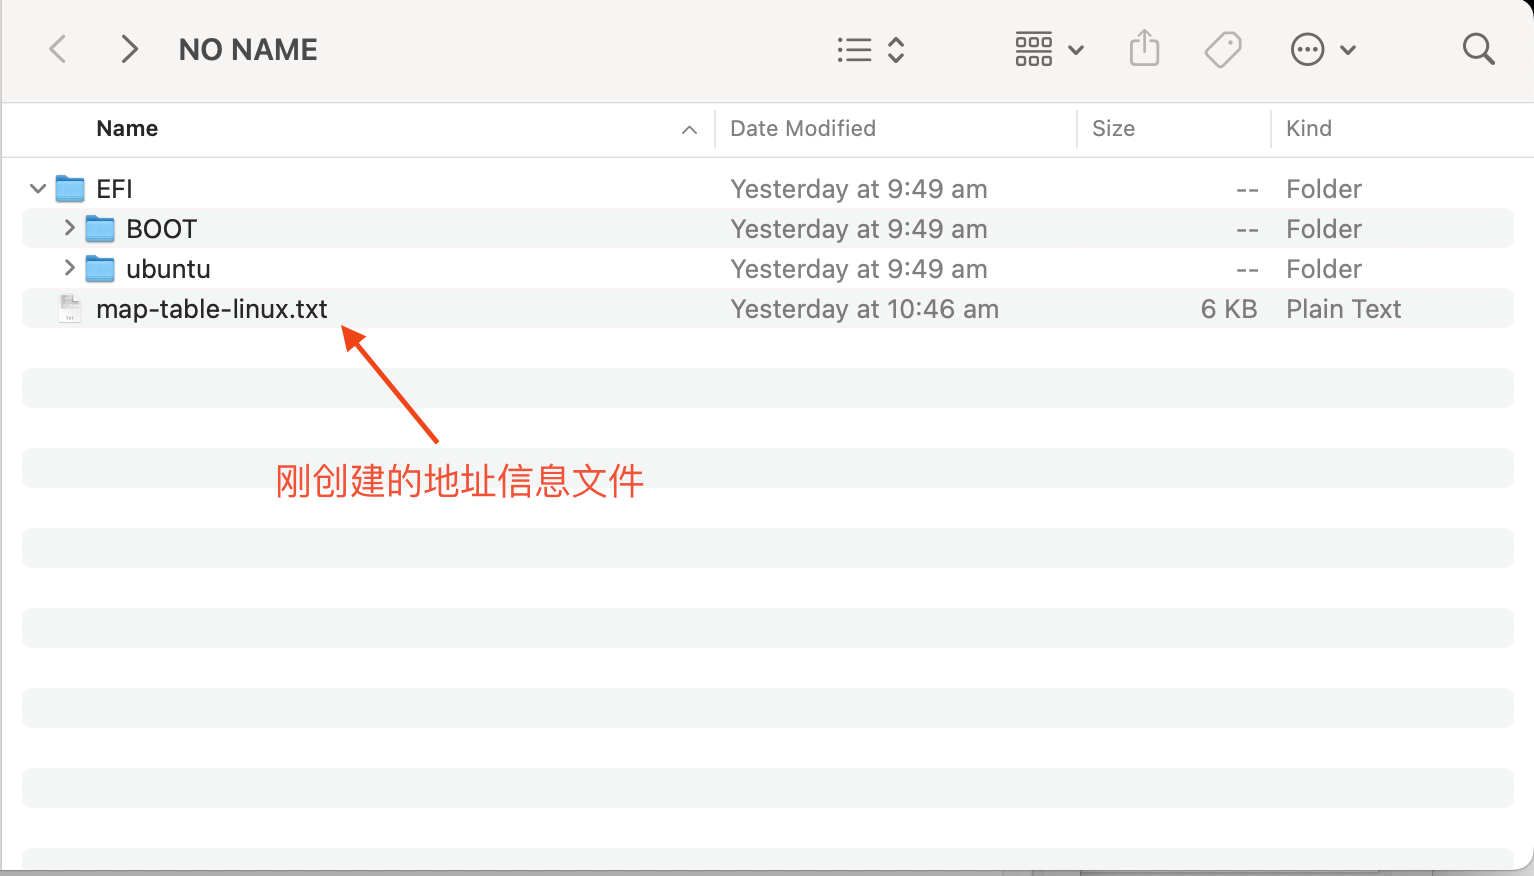 NO NAME
Name Date Modified Size Kind
EFI Yesterday at 9:49 am -- Folder
BOOT Yesterday at 9:49 am -- Folder
ubuntu Yesterday at 9:49 am -- Folder
map-table-linux.txt Yesterday at 10:46 am 6 KB Plain Text
刚创建的地址信息文件